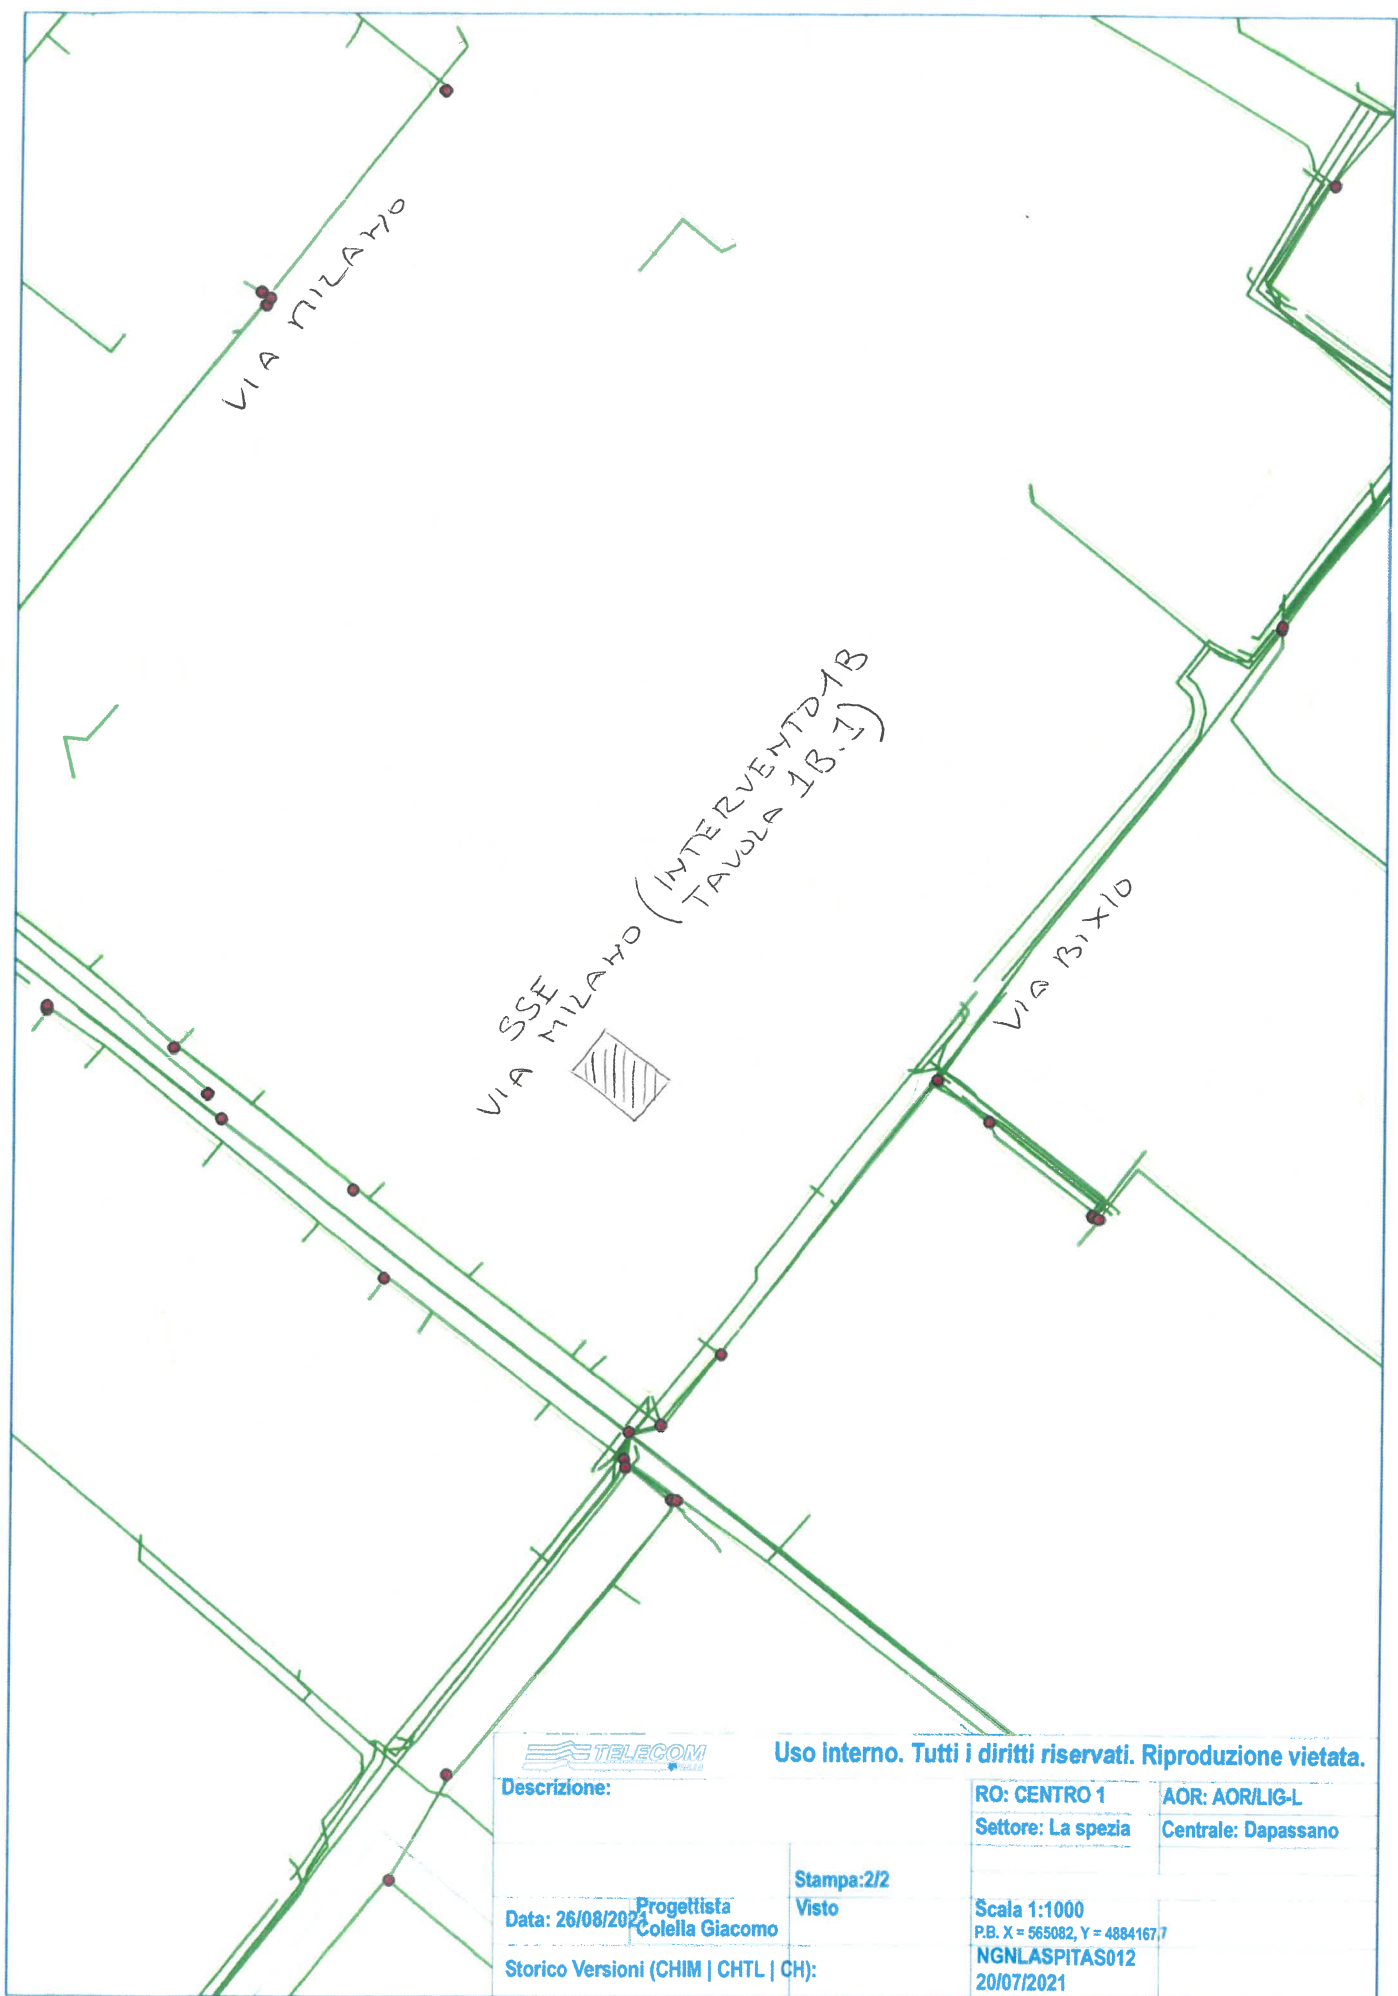 VIA MILANO
SSE
VIA MILANO (INTERVENTO 1B
TAVOLA 1B.1)
VIA BIXIO
TELECOM
Uso interno. Tutti i diritti riservati. Riproduzione vietata.
Descrizione:
RO: CENTRO 1
AOR: AOR/LIG-L
Settore: La spezia
Centrale: Dapassano
Stampa:2/2
Data: 26/08/2021
Progettista
Colella Giacomo
Visto
Scala 1:1000
P.B. X = 565082, Y = 4884167,7
NGNLASPITAS012
20/07/2021
Storico Versioni (CHIM | CHTL | CH):